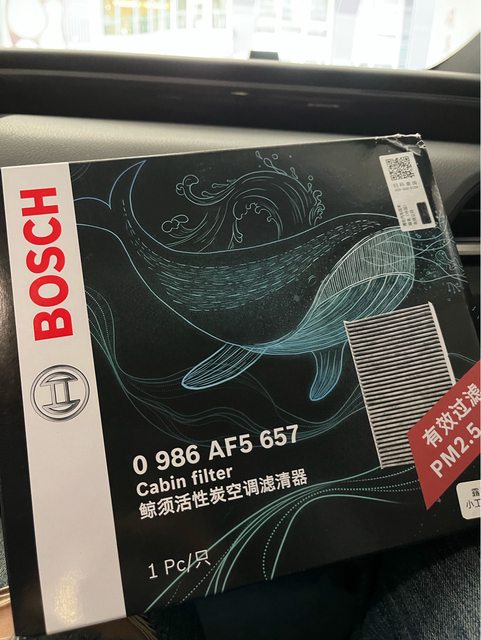 BOSCH
0 986 AF5 657
Cabin filter
鲸须活性炭空调滤清器
1 Pc/只
有效过滤
PM2.5